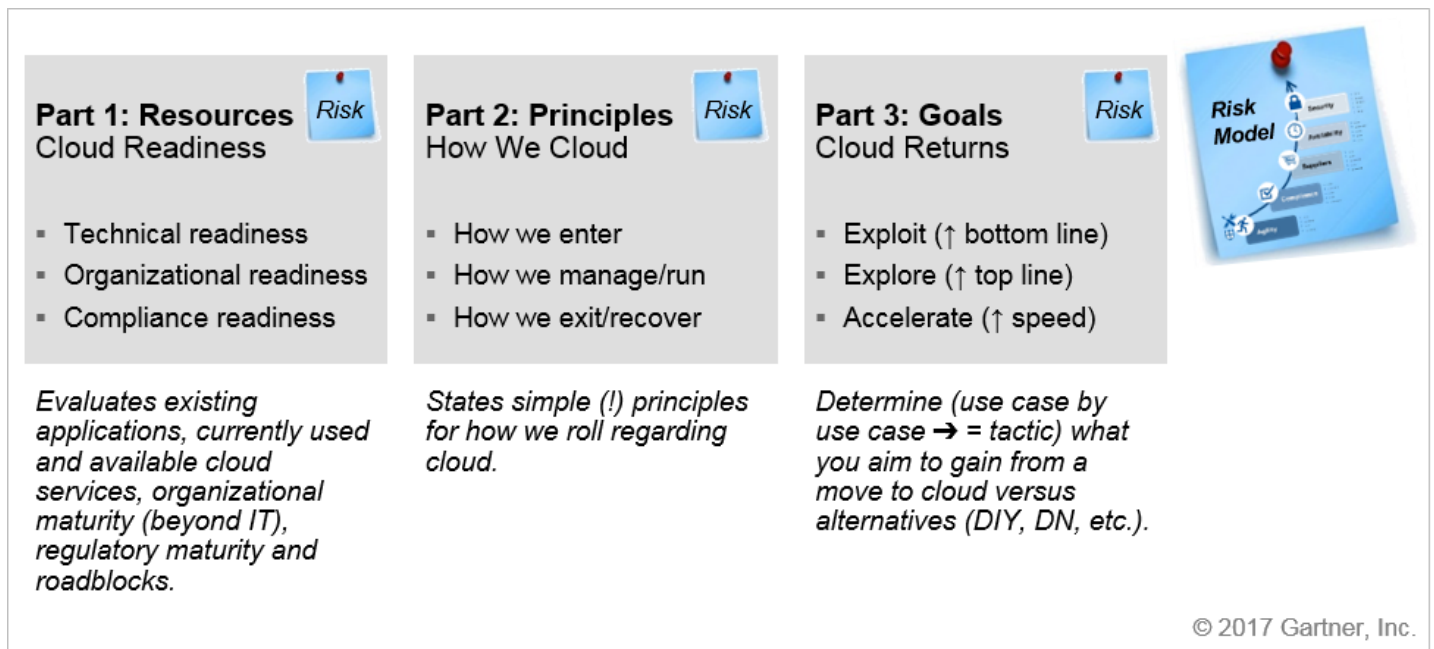 Part 1: Resources
Cloud Readiness
Risk
▪ Technical readiness
▪ Organizational readiness
▪ Compliance readiness
Evaluates existing
applications, currently used
and available cloud
services, organizational
maturity (beyond IT),
regulatory maturity and
roadblocks.
Part 2: Principles
How We Cloud
Risk
▪ How we enter
▪ How we manage/run
▪ How we exit/recover
States simple (!) principles
for how we roll regarding
cloud.
Part 3: Goals
Cloud Returns
Risk
▪ Exploit (↑ bottom line)
▪ Explore (↑ top line)
▪ Accelerate (↑ speed)
Determine (use case by
use case ➔ = tactic) what
you aim to gain from a
move to cloud versus
alternatives (DIY, DN, etc.).
Risk
Model
Security
Availability
Suppliers
Compliance
Agility
© 2017 Gartner, Inc.